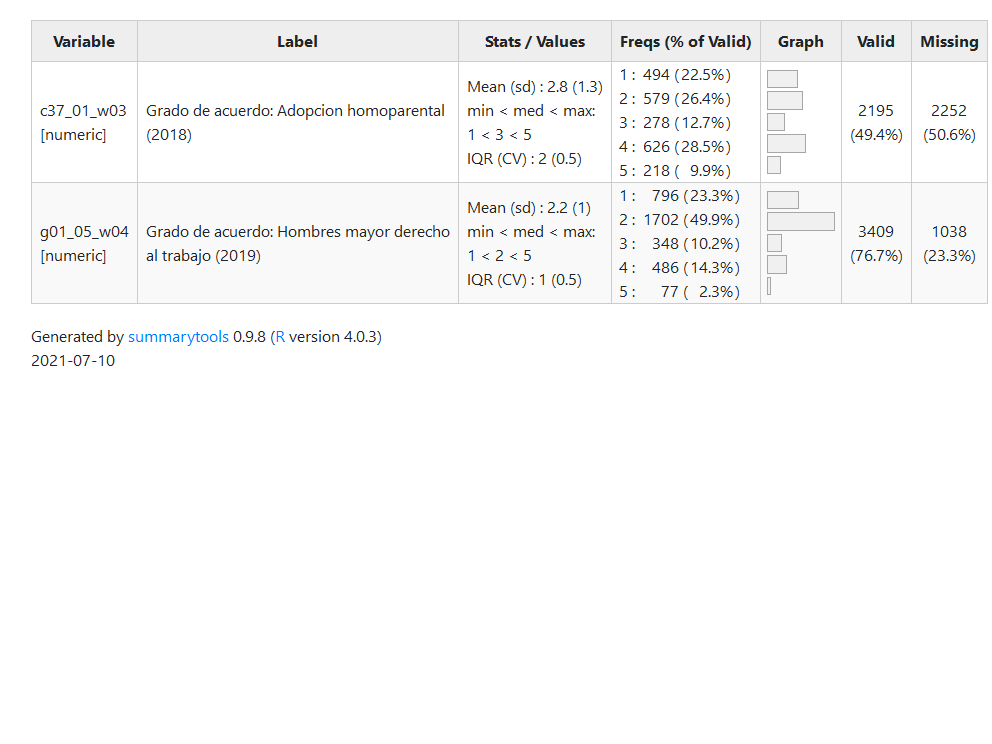 Variable Label Stats / Values Freqs (% of Valid) Graph Valid Missing
c37_01_w03
[numeric]
Grado de acuerdo: Adopcion homoparental
(2018)
Mean (sd) : 2.8 (1.3)
min < med < max:
1 < 3 < 5
IQR (CV) : 2 (0.5)
1 : 494 (22.5%)
2 : 579 (26.4%)
3 : 278 (12.7%)
4 : 626 (28.5%)
5 : 218 ( 9.9%)
2195
(49.4%)
2252
(50.6%)
g01_05_w04
[numeric]
Grado de acuerdo: Hombres mayor derecho
al trabajo (2019)
Mean (sd) : 2.2 (1)
min < med < max:
1 < 2 < 5
IQR (CV) : 1 (0.5)
1 : 796 (23.3%)
2 : 1702 (49.9%)
3 : 348 (10.2%)
4 : 486 (14.3%)
5 : 77 ( 2.3%)
3409
(76.7%)
1038
(23.3%)
Generated by summarytools 0.9.8 (R version 4.0.3)
2021-07-10